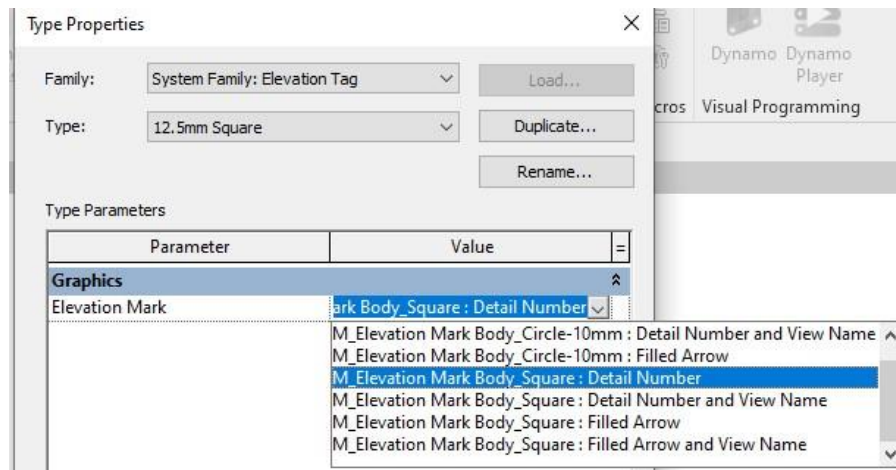 Type Properties
Dynamo Dynamo
Player
Family:
System Family: Elevation Tag
Load...
cros
Visual Programming
Type:
12.5mm Square
Duplicate...
Rename...
Type Parameters
Parameter
Value
=
Graphics
Elevation Mark
ark Body_Square : Detail Number
M_Elevation Mark Body_Circle-10mm : Detail Number and View Name
M_Elevation Mark Body_Circle-10mm : Filled Arrow
M_Elevation Mark Body_Square : Detail Number
M_Elevation Mark Body_Square : Detail Number and View Name
M_Elevation Mark Body_Square : Filled Arrow
M_Elevation Mark Body_Square : Filled Arrow and View Name